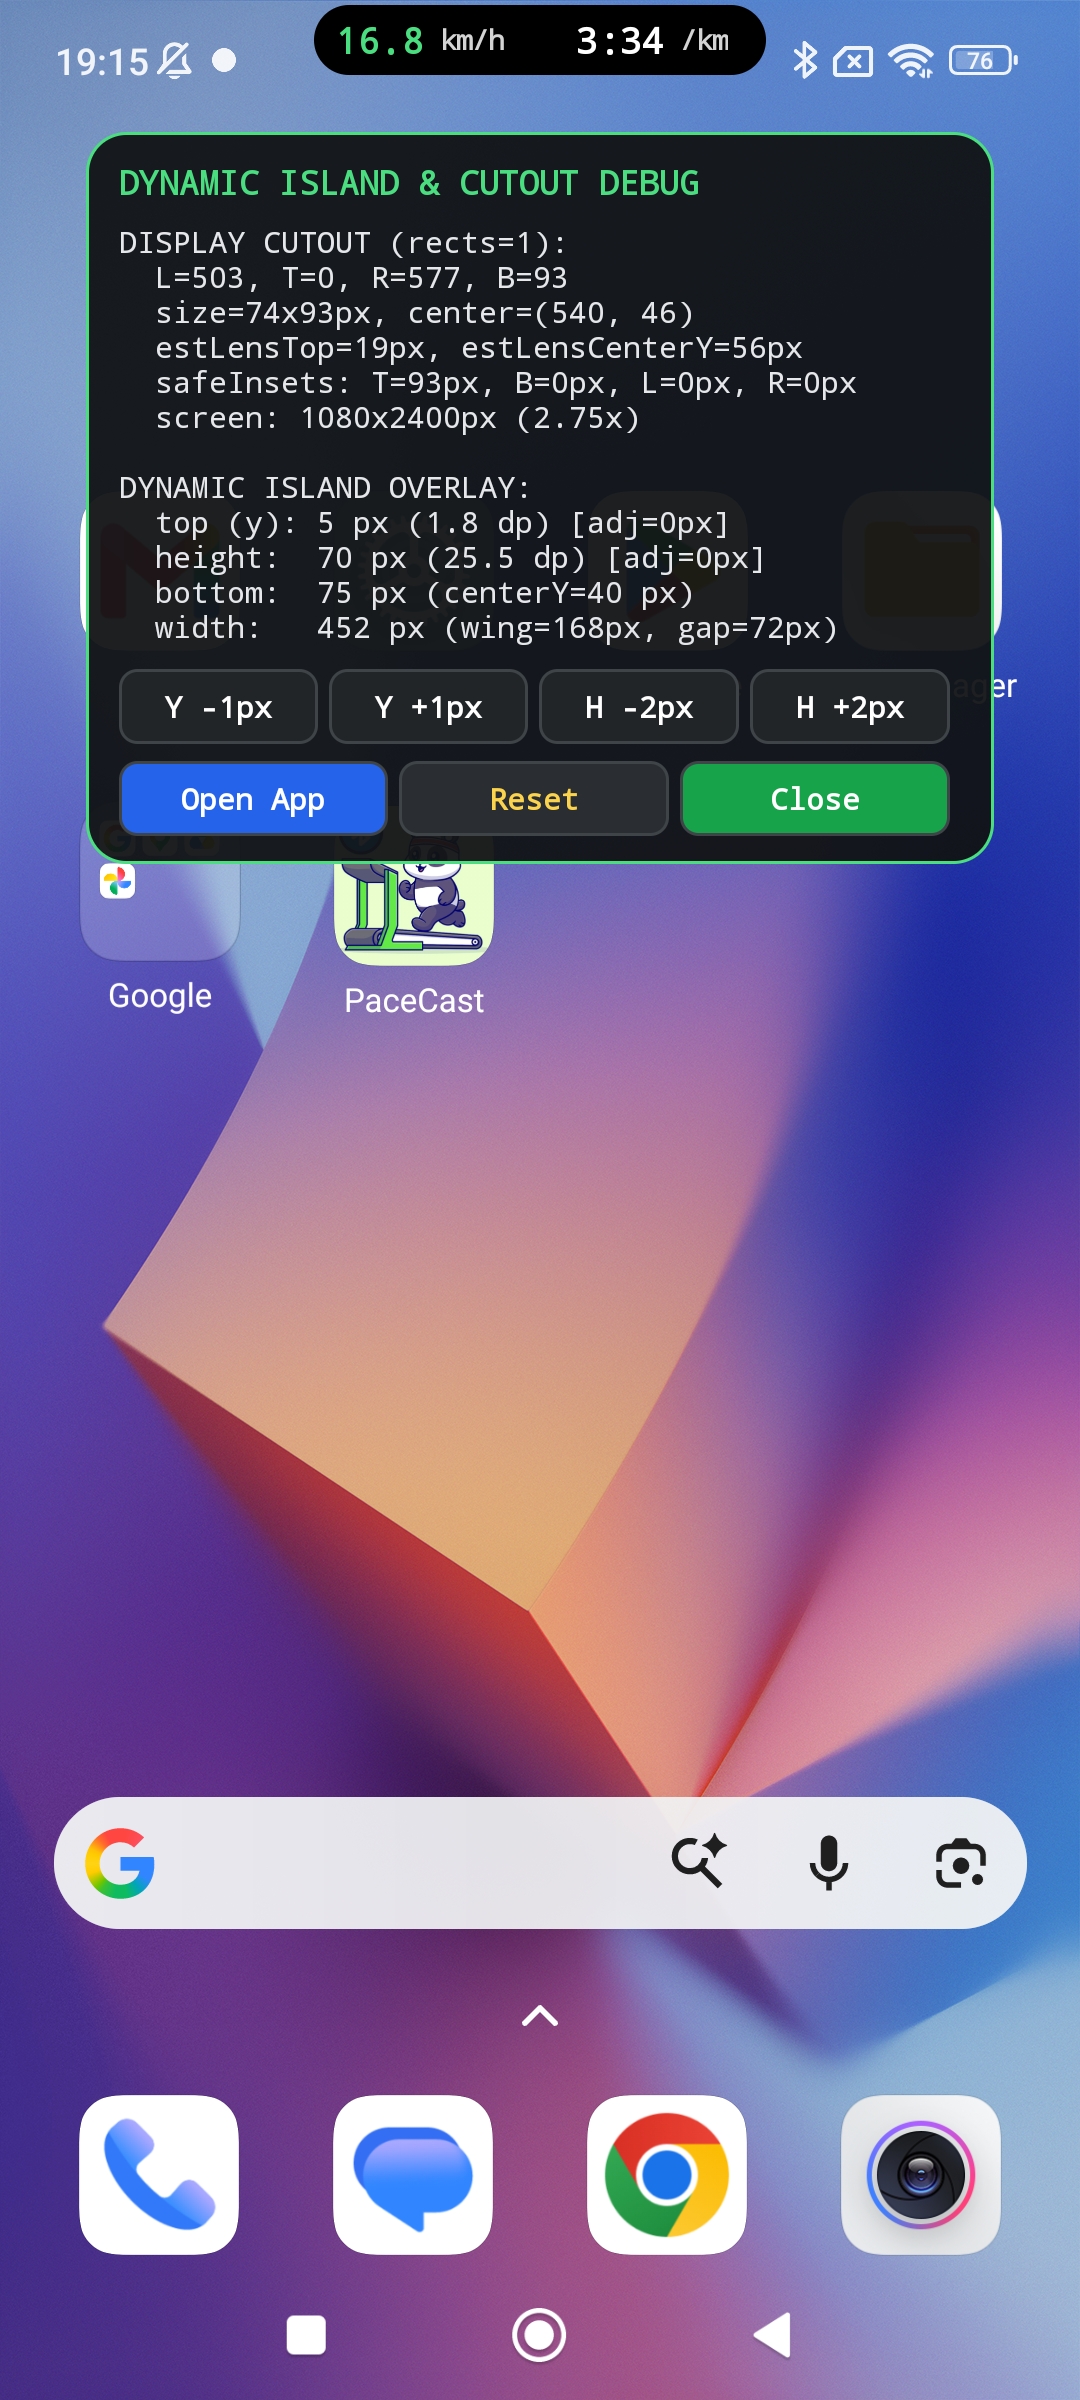 19:15
16.8 km/h 3:34 /km
76
DYNAMIC ISLAND & CUTOUT DEBUG
DISPLAY CUTOUT (rects=1):
L=503, T=0, R=577, B=93
size=74x93px, center=(540, 46)
estLensTop=19px, estLensCenterY=56px
safeInsets: T=93px, B=0px, L=0px, R=0px
screen: 1080x2400px (2.75x)
DYNAMIC ISLAND OVERLAY:
top (y): 5 px (1.8 dp) [adj=0px]
height: 70 px (25.5 dp) [adj=0px]
bottom: 75 px (centerY=40 px)
width: 452 px (wing=168px, gap=72px)
ager
Y -1px Y +1px H -2px H +2px
Open App Reset Close
Google PaceCast